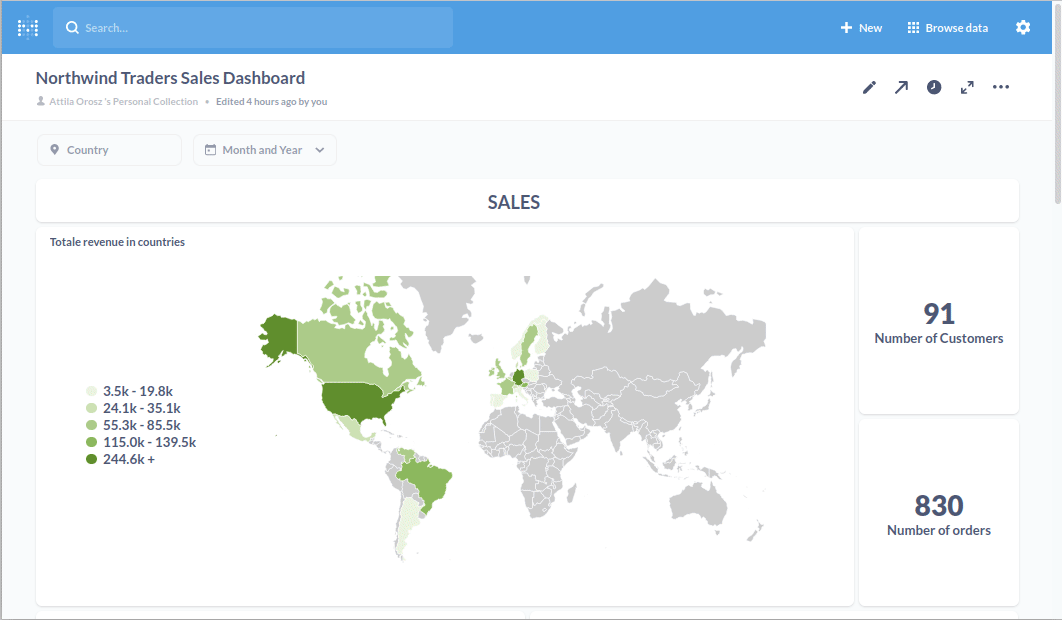 Search...
New
Browse data
Northwind Traders Sales Dashboard
Attila Orosz 's Personal Collection • Edited 4 hours ago by you
Country
Month and Year
SALES
Totale revenue in countries
3.5k - 19.8k
24.1k - 35.1k
55.3k - 85.5k
115.0k - 139.5k
244.6k +
91
Number of Customers
830
Number of orders